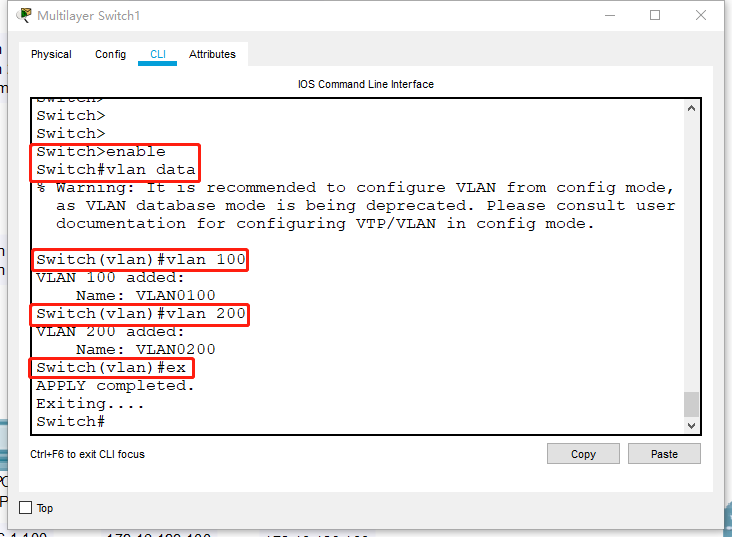 Multilayer Switch1
Physical Config CLI Attributes
IOS Command Line Interface
Switch>
Switch>
Switch>
Switch>enable
Switch#vlan data
% Warning: It is recommended to configure VLAN from config mode,
as VLAN database mode is being deprecated. Please consult user
documentation for configuring VTP/VLAN in config mode.
Switch(vlan)#vlan 100
VLAN 100 added:
Name: VLAN0100
Switch(vlan)#vlan 200
VLAN 200 added:
Name: VLAN0200
Switch(vlan)#ex
APPLY completed.
Exiting....
Switch#
Ctrl+F6 to exit CLI focus
Copy Paste
Top